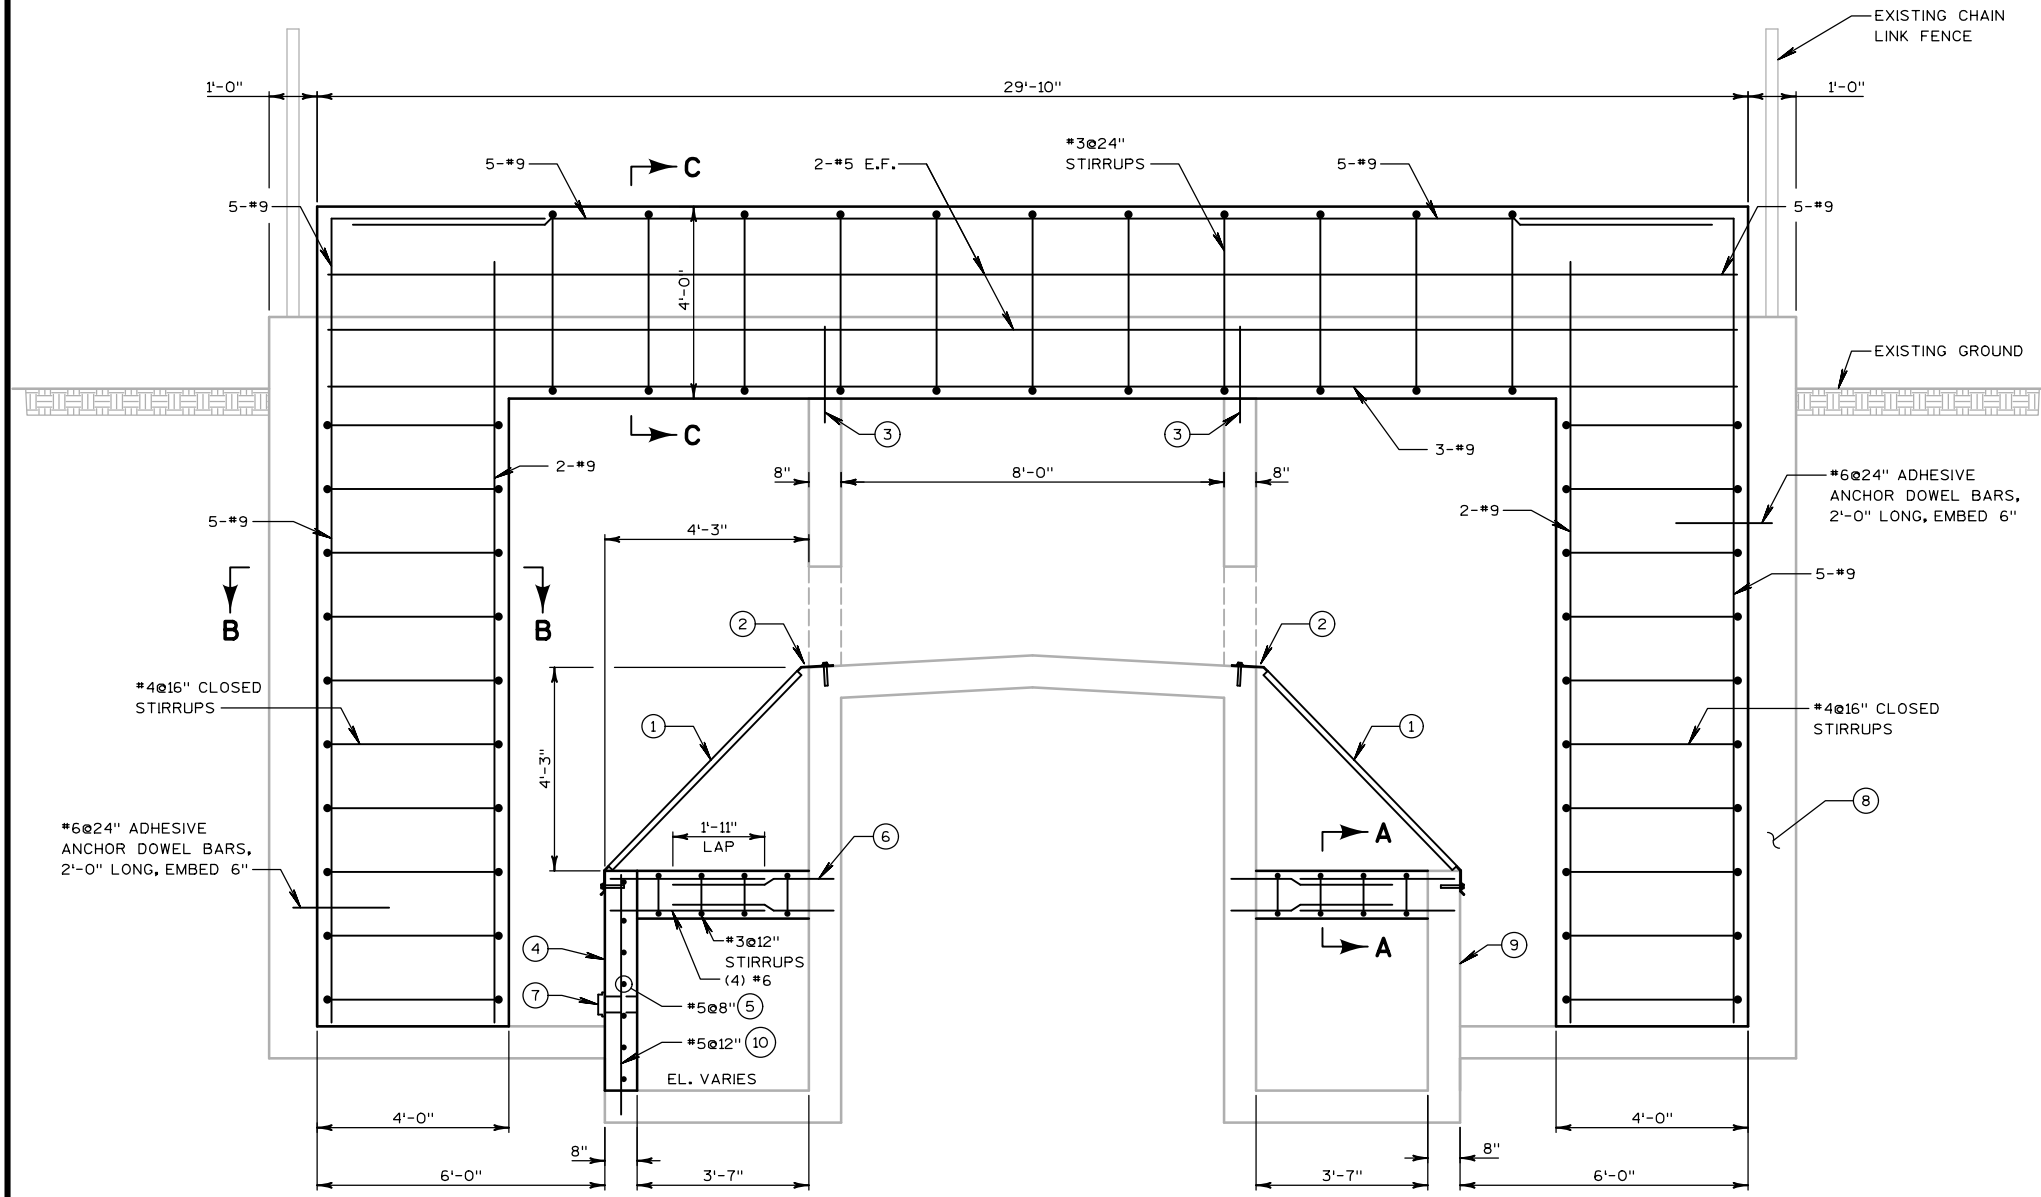 EXISTING CHAIN
LINK FENCE
1'-0"
29'-10"
1'-0"
#3@24"
STIRRUPS
5-#9
C
2-#5 E.F.
5-#9
5-#9
5-#9
4'-0"
EXISTING GROUND
C
3
3
3-#9
2-#9
8"
8'-0"
8"
#6@24" ADHESIVE
ANCHOR DOWEL BARS,
2'-0" LONG, EMBED 6"
5-#9
2-#9
4'-3"
5-#9
B
B
2
2
#4@16" CLOSED
STIRRUPS
1
1
#4@16" CLOSED
STIRRUPS
4'-3"
8
#6@24" ADHESIVE
ANCHOR DOWEL BARS,
2'-0" LONG, EMBED 6"
1'-11"
LAP
6
A
4
#3@12"
STIRRUPS
(4) #6
A
9
7
#5@8" 5
#5@12" 10
EL. VARIES
4'-0"
4'-0"
8"
8"
6'-0"
3'-7"
3'-7"
6'-0"